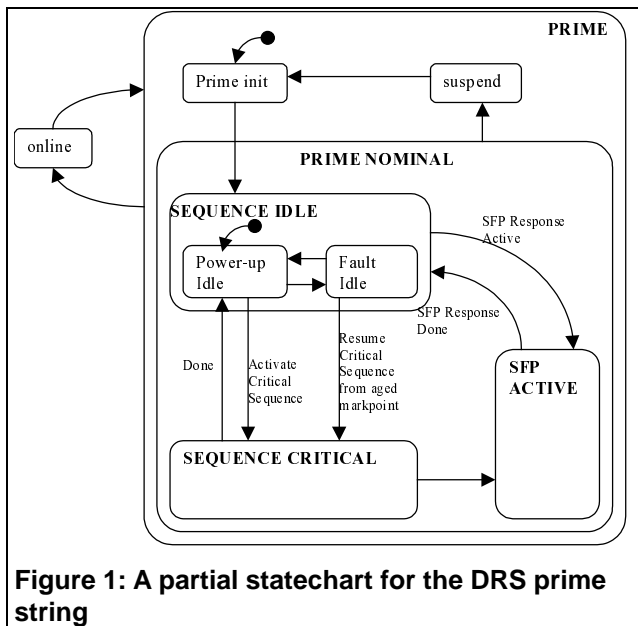 PRIME
Prime init
suspend
online
PRIME NOMINAL
SEQUENCE IDLE
SFP Response
Active
Power-up
Idle
Fault
Idle
SFP Response
Done
Done
Activate
Critical
Sequence
Resume
Critical
Sequence
from aged
markpoint
SFP
ACTIVE
SEQUENCE CRITICAL
Figure 1: A partial statechart for the DRS prime
string